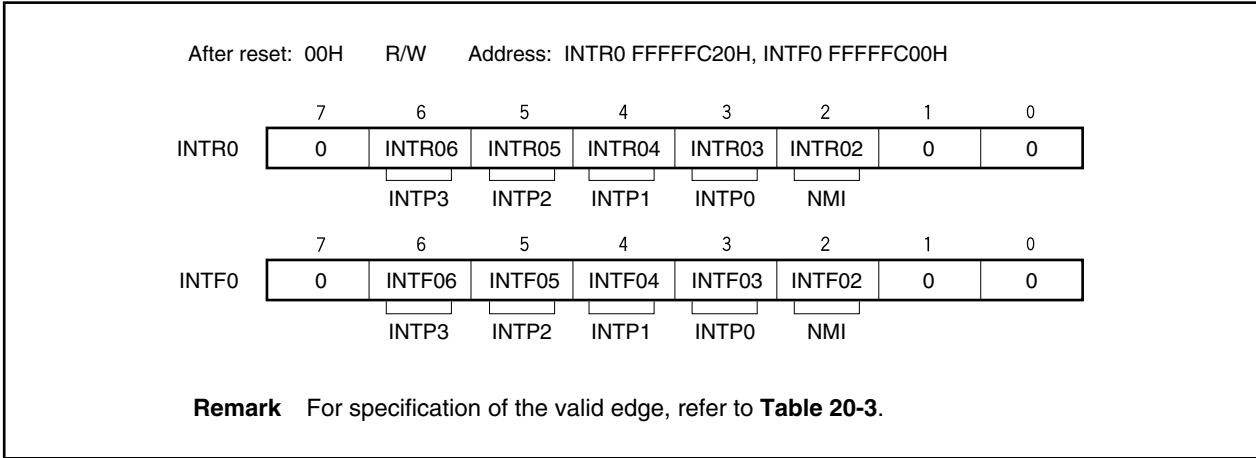 After reset: 00H R/W Address: INTR0 FFFFFC20H, INTF0 FFFFFC00H
7 6 5 4 3 2 1 0
INTR0 0 INTR06 INTR05 INTR04 INTR03 INTR02 0 0
INTP3 INTP2 INTP1 INTP0 NMI
7 6 5 4 3 2 1 0
INTF0 0 INTF06 INTF05 INTF04 INTF03 INTF02 0 0
INTP3 INTP2 INTP1 INTP0 NMI
Remark For specification of the valid edge, refer to Table 20-3.